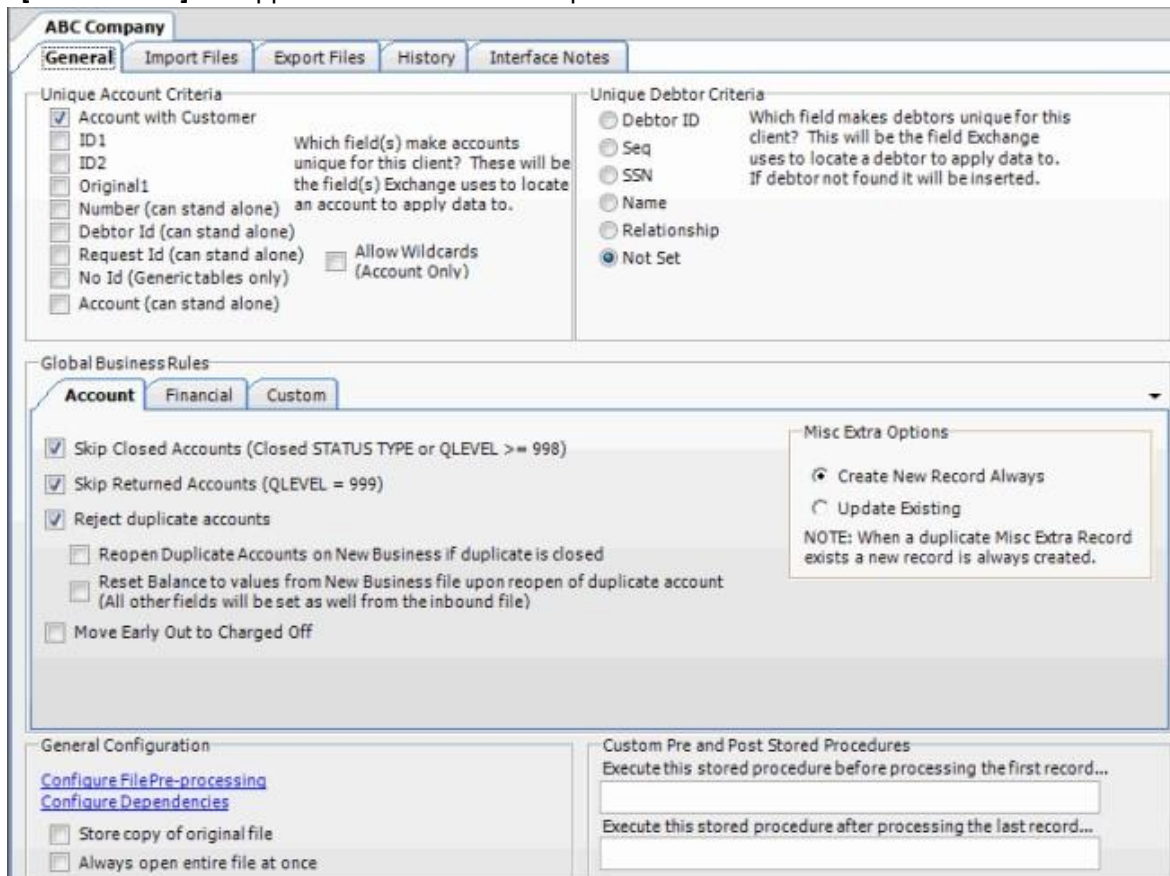 ABC Company
General Import Files Export Files History Interface Notes
Unique Account Criteria
Account with Customer
ID1
ID2
Original1
Number (can stand alone)
Debtor Id (can stand alone)
Request Id (can stand alone)
No Id (Generic tables only)
Account (can stand alone)
Which field(s) make accounts
unique for this client? These will be
the field(s) Exchange uses to locate
an account to apply data to.
Allow Wildcards
(Account Only)
Unique Debtor Criteria
Debtor ID
Seq
SSN
Name
Relationship
Not Set
Which field makes debtors unique for this
client? This will be the field Exchange
uses to locate a debtor to apply data to.
If debtor not found it will be inserted.
Global Business Rules
Account Financial Custom
Skip Closed Accounts (Closed STATUS TYPE or QLEVEL >= 998)
Skip Returned Accounts (QLEVEL = 999)
Reject duplicate accounts
Reopen Duplicate Accounts on New Business if duplicate is closed
Reset Balance to values from New Business file upon reopen of duplicate account
(All other fields will be set as well from the inbound file)
Move Early Out to Charged Off
Misc Extra Options
Create New Record Always
Update Existing
NOTE: When a duplicate Misc Extra Record
exists a new record is always created.
General Configuration
Configure File Pre-processing
Configure Dependencies
Store copy of original file
Always open entire file at once
Custom Pre and Post Stored Procedures
Execute this stored procedure before processing the first record...
Execute this stored procedure after processing the last record...